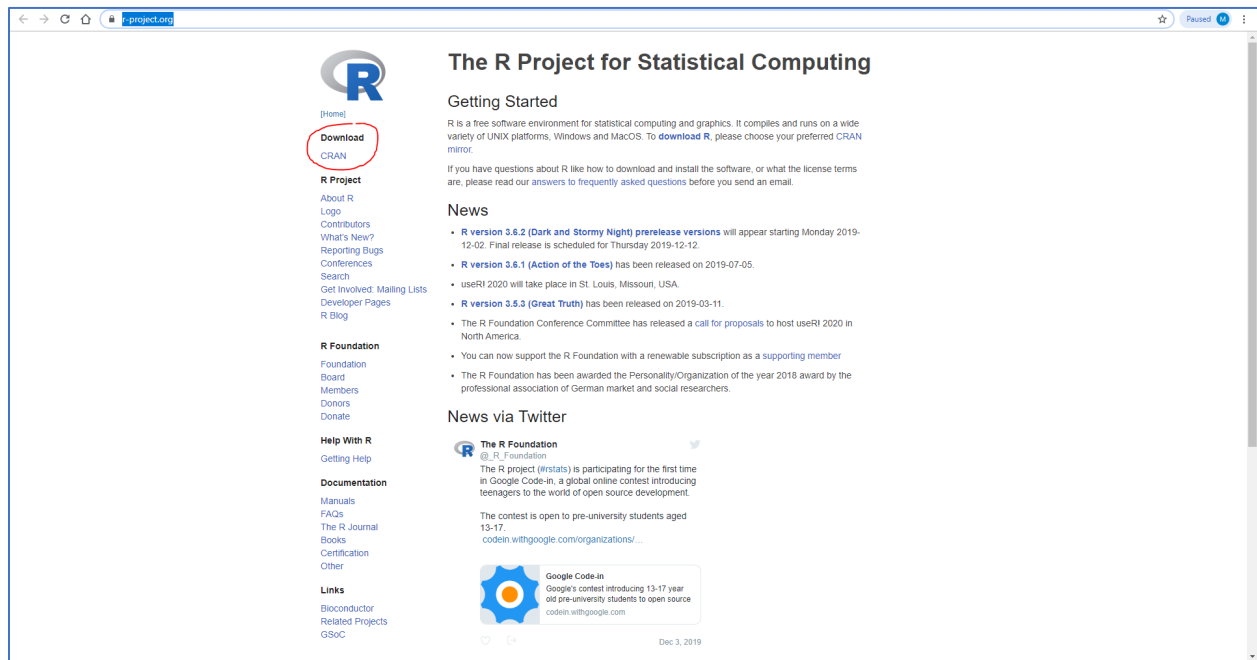 r-project.org
Paused M
R
[Home]
Download
CRAN
R Project
About R
Logo
Contributors
What's New?
Reporting Bugs
Conferences
Search
Get Involved: Mailing Lists
Developer Pages
R Blog
R Foundation
Foundation
Board
Members
Donors
Donate
Help With R
Getting Help
Documentation
Manuals
FAQs
The R Journal
Books
Certification
Other
Links
Bioconductor
Related Projects
GSoC
The R Project for Statistical Computing
Getting Started
R is a free software environment for statistical computing and graphics. It compiles and runs on a wide
variety of UNIX platforms, Windows and MacOS. To download R, please choose your preferred CRAN
mirror.
If you have questions about R like how to download and install the software, or what the license terms
are, please read our answers to frequently asked questions before you send an email.
News
• R version 3.6.2 (Dark and Stormy Night) prerelease versions will appear starting Monday 2019-
12-02. Final release is scheduled for Thursday 2019-12-12.
• R version 3.6.1 (Action of the Toes) has been released on 2019-07-05.
• useR! 2020 will take place in St. Louis, Missouri, USA.
• R version 3.5.3 (Great Truth) has been released on 2019-03-11.
• The R Foundation Conference Committee has released a call for proposals to host useR! 2020 in
North America.
• You can now support the R Foundation with a renewable subscription as a supporting member
• The R Foundation has been awarded the Personality/Organization of the year 2018 award by the
professional association of German market and social researchers.
News via Twitter
R
The R Foundation
@_R_Foundation
The R project (#rstats) is participating for the first time
in Google Code-in, a global online contest introducing
teenagers to the world of open source development.
The contest is open to pre-university students aged
13-17.
codein.withgoogle.com/organizations/…
Google Code-in
Google's contest introducing 13-17 year
old pre-university students to open source
codein.withgoogle.com
Dec 3, 2019